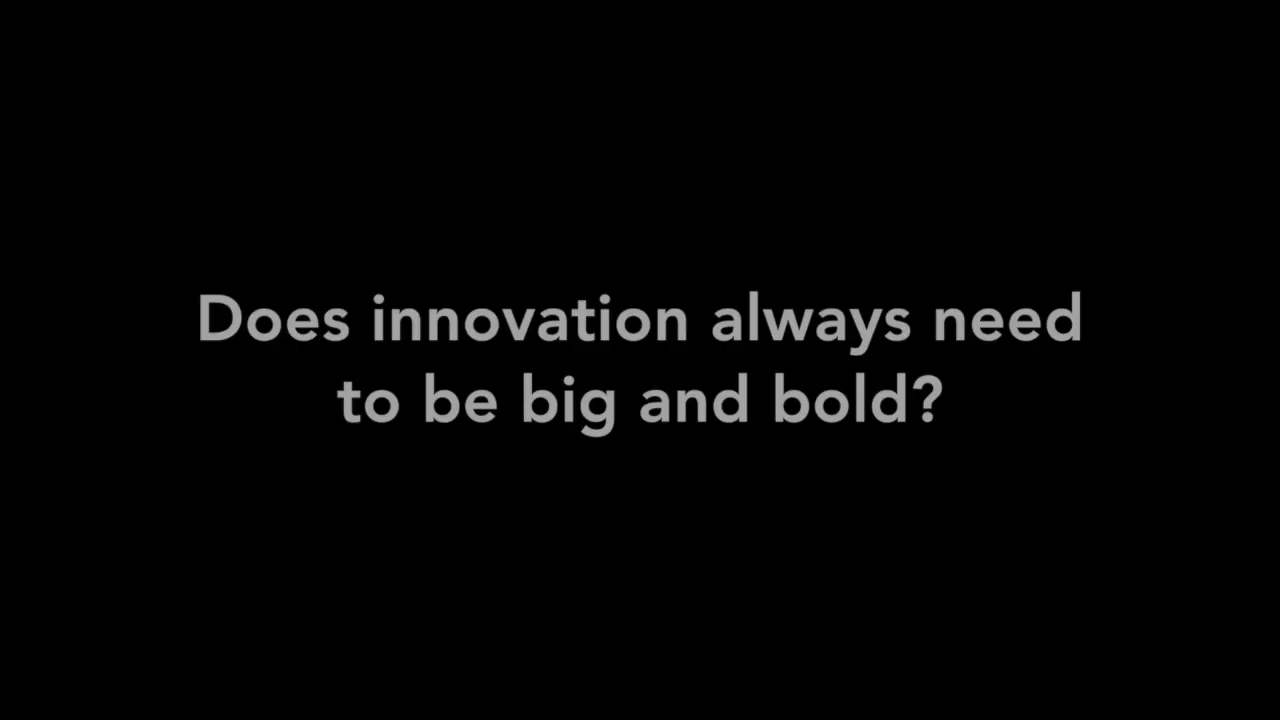 Does innovation always need
to be big and bold?